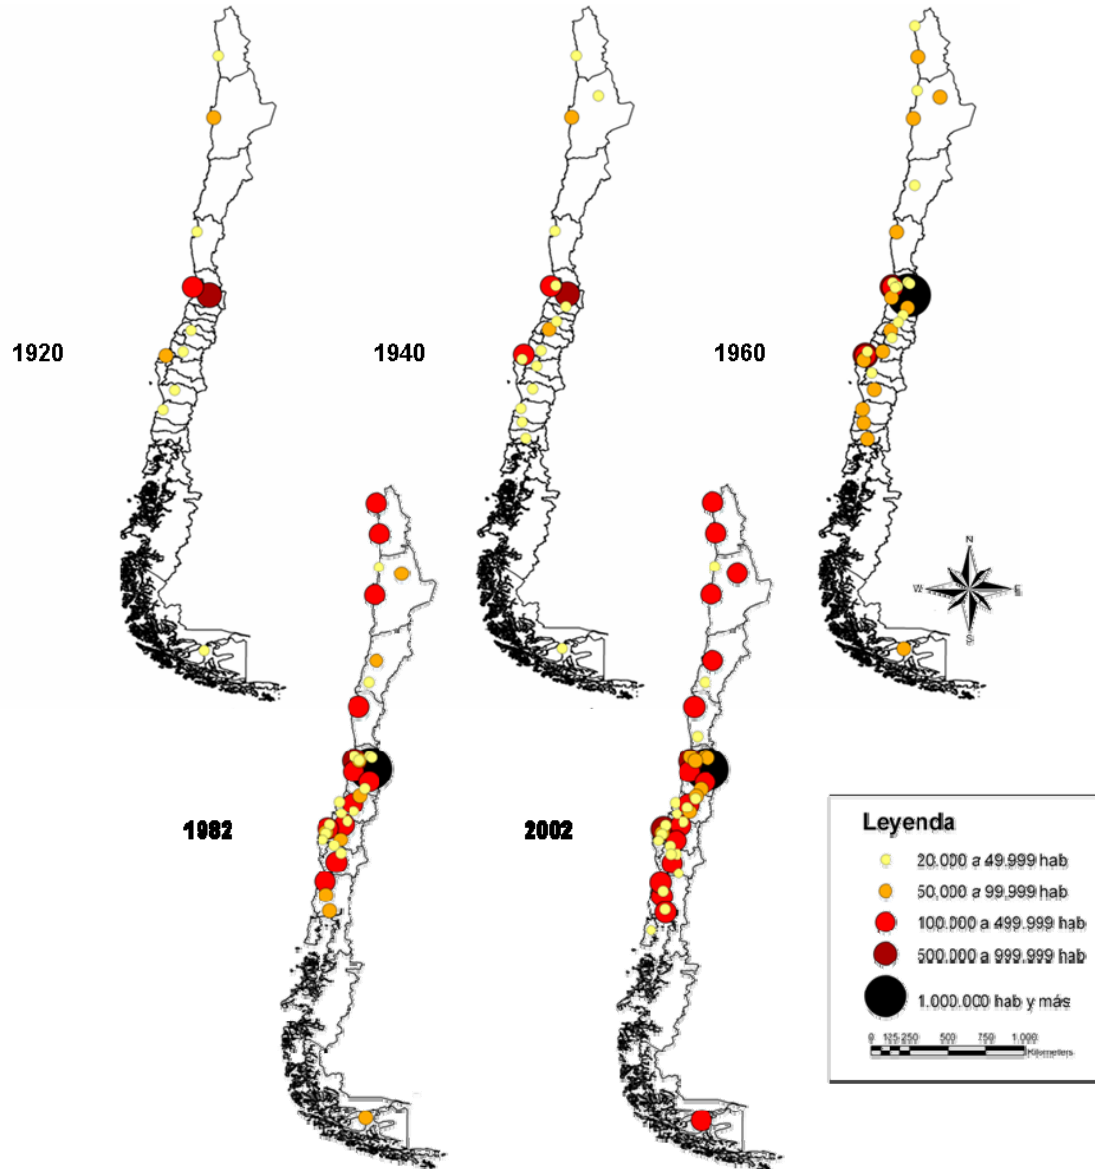 1920
1940
1960
N
W
E
S
1982
2002
Leyenda
20.000 a 49.999 hab
50.000 a 99.999 hab
100.000 a 499.999 hab
500.000 a 999.999 hab
1.000.000 hab y más
0 125 250 500 750 1.000
Kilometers